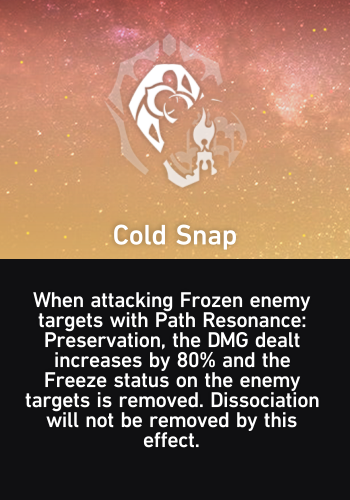 Cold Snap
When attacking Frozen enemy
targets with Path Resonance:
Preservation, the DMG dealt
increases by 80% and the
Freeze status on the enemy
targets is removed. Dissociation
will not be removed by this
effect.